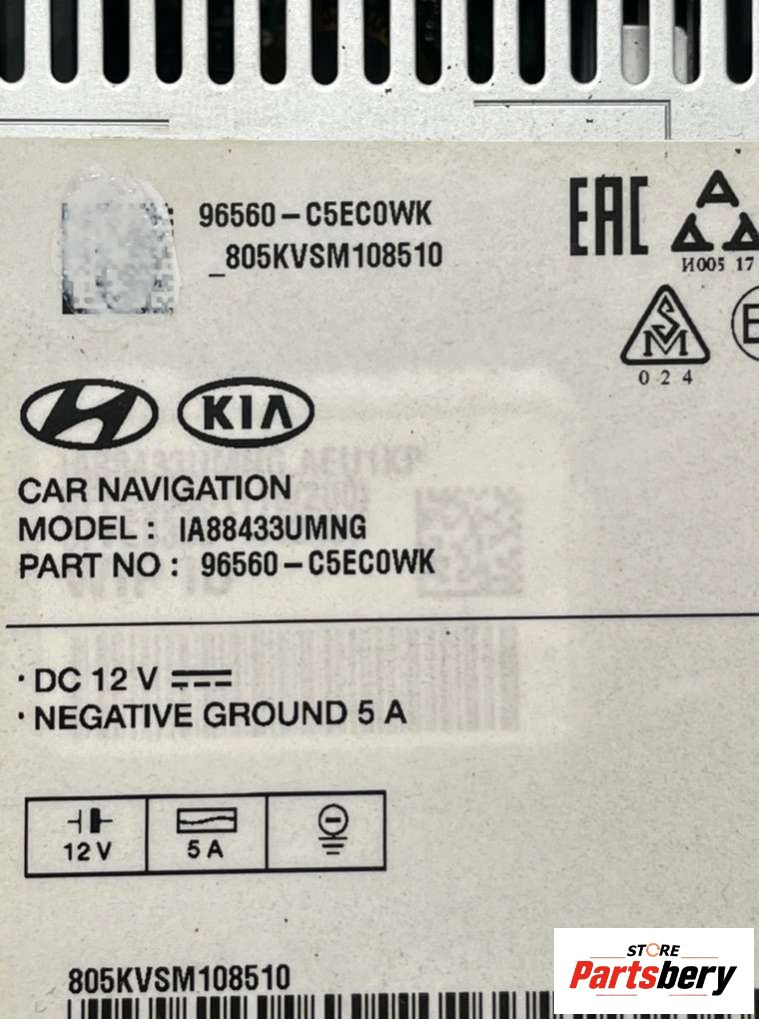 96560-C5EC0WK
_805KVSM108510
EAC
И005 17
SM
024
E
KIA
CAR NAVIGATION
MODEL : IA88433UMNG
PART NO : 96560-C5EC0WK
· DC 12 V
· NEGATIVE GROUND 5 A
12 V
5 A
805KVSM108510
STORE
Partsbery